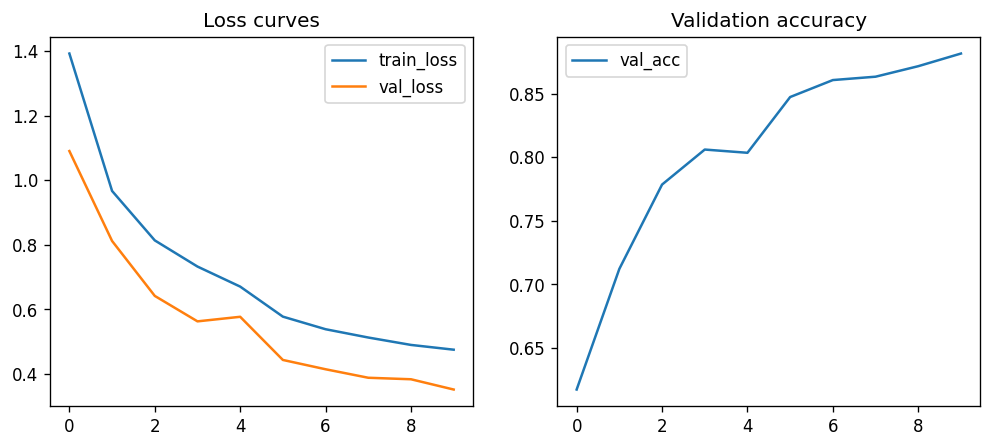 Loss curves
1.4
1.2
1.0
0.8
0.6
0.4
train_loss
val_loss
0 2 4 6 8
Validation accuracy
0.85
0.80
0.75
0.70
0.65
val_acc
0 2 4 6 8